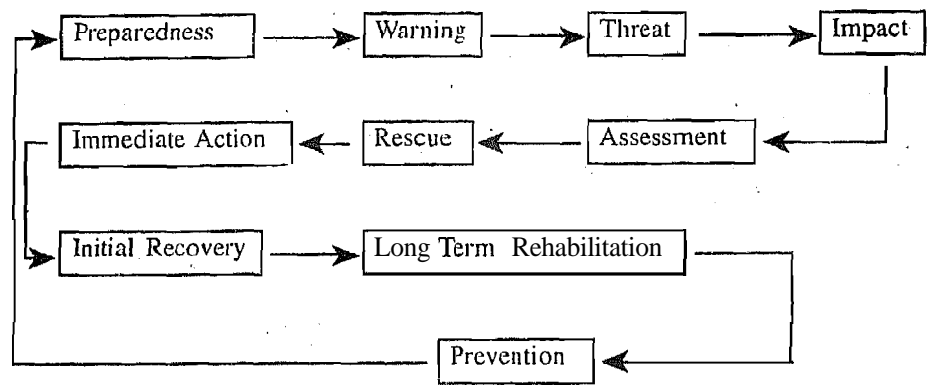 Preparedness
Warning
Threat
Impact
Immediate Action
Rescue
Assessment
Initial Recovery
Long Term Rehabilitation
Prevention